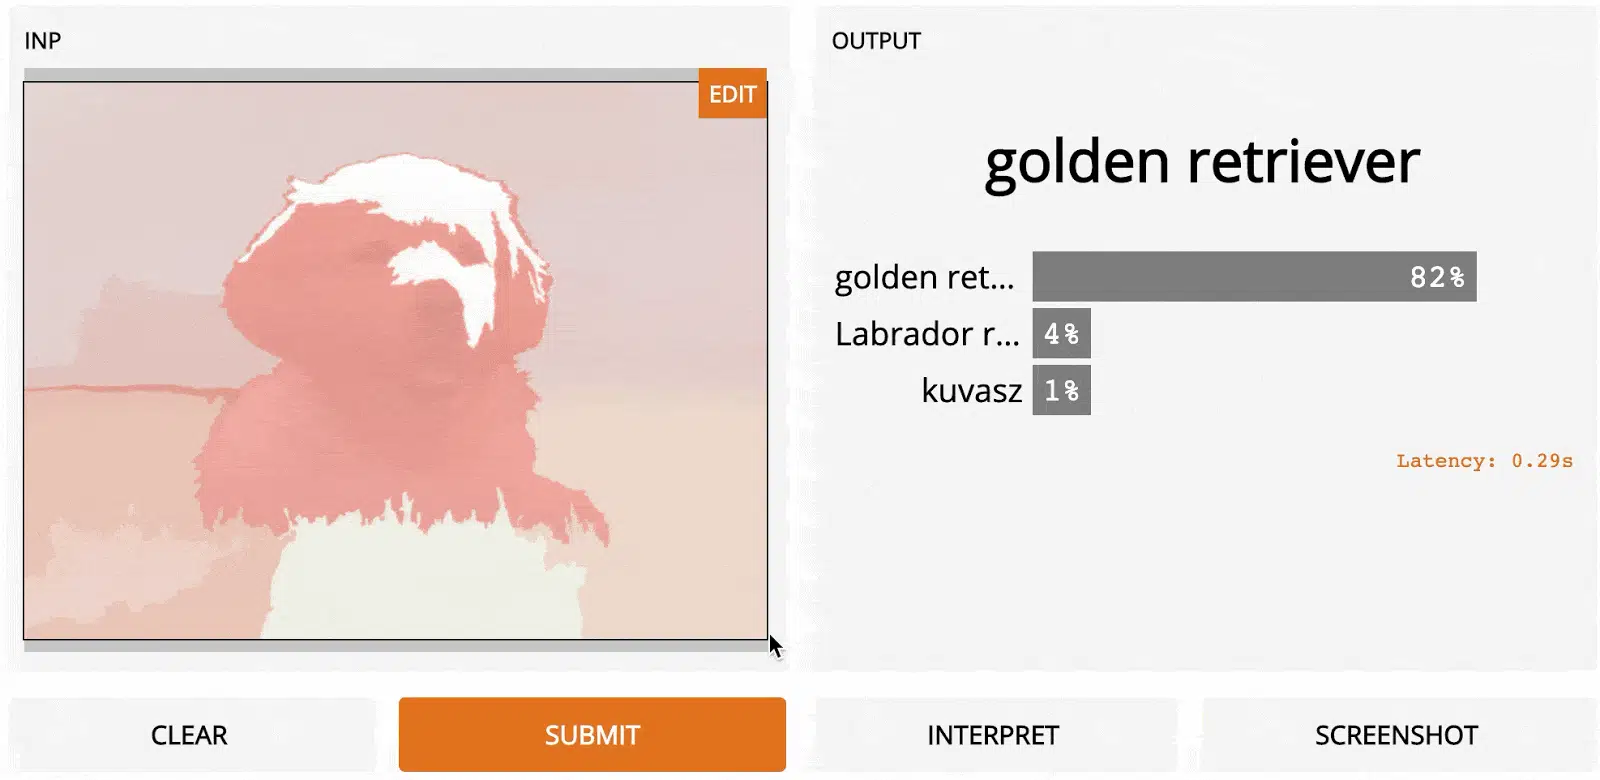 INP
EDIT
OUTPUT
golden retriever
golden ret... 82%
Labrador r... 4%
kuvasz 1%
Latency: 0.29s
CLEAR
SUBMIT
INTERPRET
SCREENSHOT